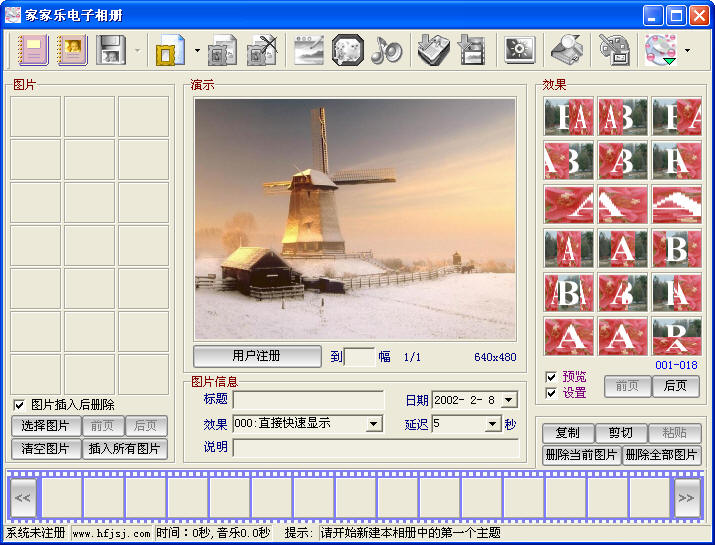 家家乐电子相册
图片
演示
效果
001-018
预览
设置
前页
后页
用户注册
到
幅
1/1
640x480
图片信息
标题
日期
2002- 2- 8
效果
000:直接快速显示
延迟
5
秒
说明
图片插入后删除
选择图片
前页
后页
清空图片
插入所有图片
复制
剪切
粘贴
删除当前图片
删除全部图片
<<
>>
系统未注册
www.hfjsj.com
时间：0秒,音乐0.0秒
提示:
请开始新建本相册中的第一个主题